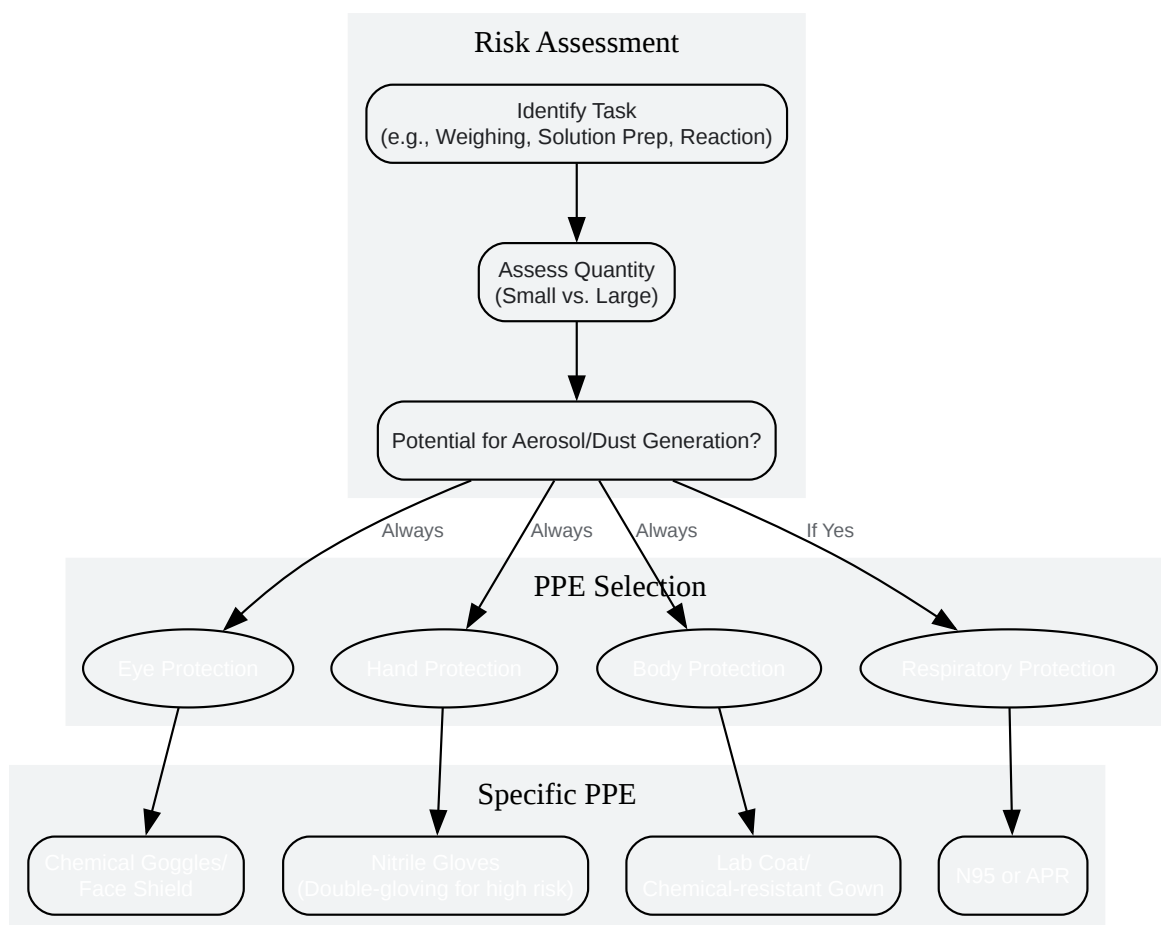 Risk Assessment
Identify Task
(e.g., Weighing, Solution Prep, Reaction)
Assess Quantity
(Small vs. Large)
Potential for Aerosol/Dust Generation?
Always
Always
Always
If Yes
PPE Selection
Eye Protection
Hand Protection
Body Protection
Respiratory Protection
Specific PPE
Chemical Goggles/
Face Shield
Nitrile Gloves
(Double-gloving for high risk)
Lab Coat/
Chemical-resistant Gown
N95 or APR